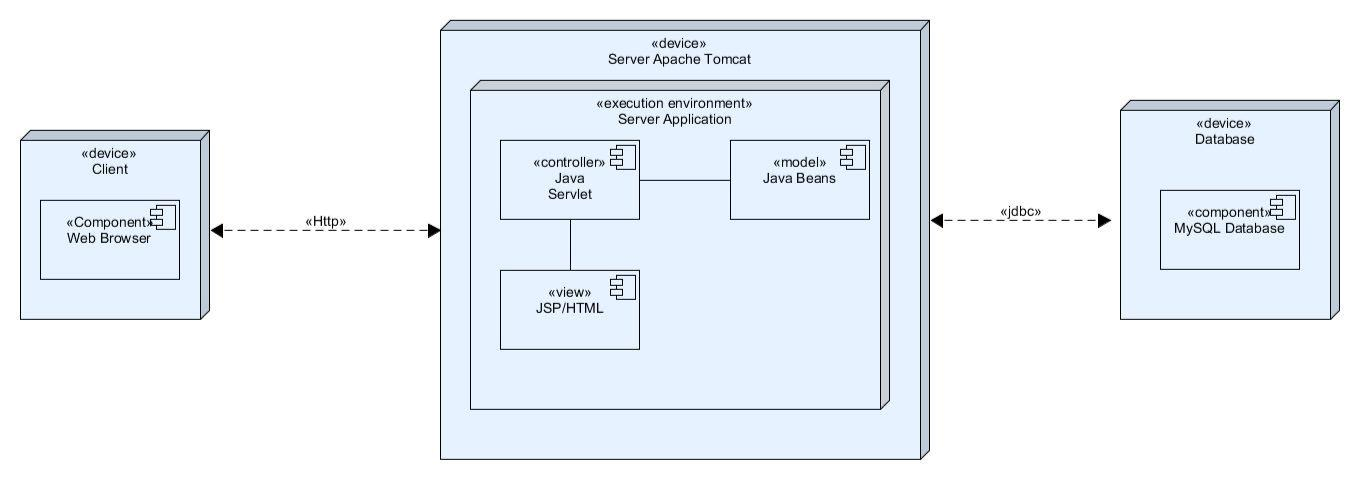 «device»
Server Apache Tomcat
«execution environment»
Server Application
«device»
Client
«Component»
Web Browser
«Http»
«controller»
Java
Servlet
«model»
Java Beans
«view»
JSP/HTML
«jdbc»
«device»
Database
«component»
MySQL Database